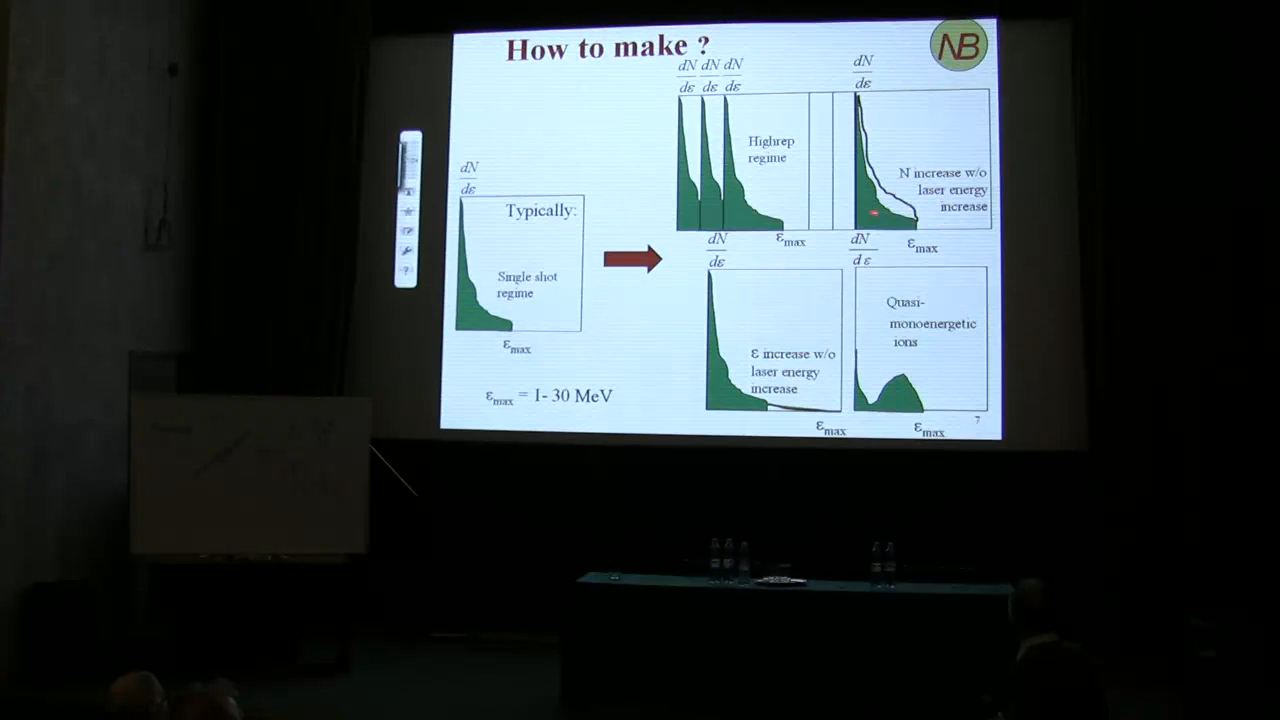 How to make ?
NB
dN
dε
Typically:
Single shot
regime
εmax
εmax = 1- 30 MeV
dN dN dN
dε dε dε
Highrep
regime
εmax
dN
dε
N increase w/o
laser energy
increase
εmax
dN
dε
ε increase w/o
laser energy
increase
εmax
dN
d ε
Quasi-
monoenergetic
ions
εmax
7